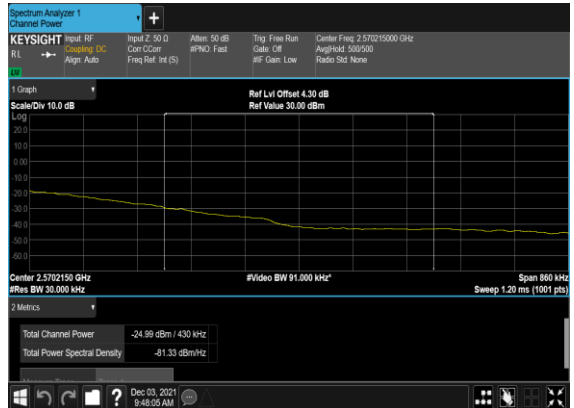 Spectrum Analyzer 1
Channel Power
+
KEYSIGHT
RL
Input: RF
Coupling: DC
Align: Auto
Input Z: 50 Ω
Corr CCorr
Freq Ref: Int (S)
Atten: 50 dB
#PNO: Fast
Trig: Free Run
Gate: Off
#IF Gain: Low
Center Freq: 2.570215000 GHz
Avg|Hold: 500/500
Radio Std: None
LV
1 Graph
Scale/Div 10.0 dB
Ref Lvl Offset 4.30 dB
Ref Value 30.00 dBm
Log
20.0
10.0
0.00
-10.0
-20.0
-30.0
-40.0
-50.0
-60.0
Center 2.5702150 GHz
#Video BW 91.000 kHz*
Span 860 kHz
#Res BW 30.000 kHz
Sweep 1.20 ms (1001 pts)
2 Metrics
Total Channel Power -24.99 dBm / 430 kHz
Total Power Spectral Density -81.33 dBm/Hz
?
Dec 03, 2021
9:48:05 AM